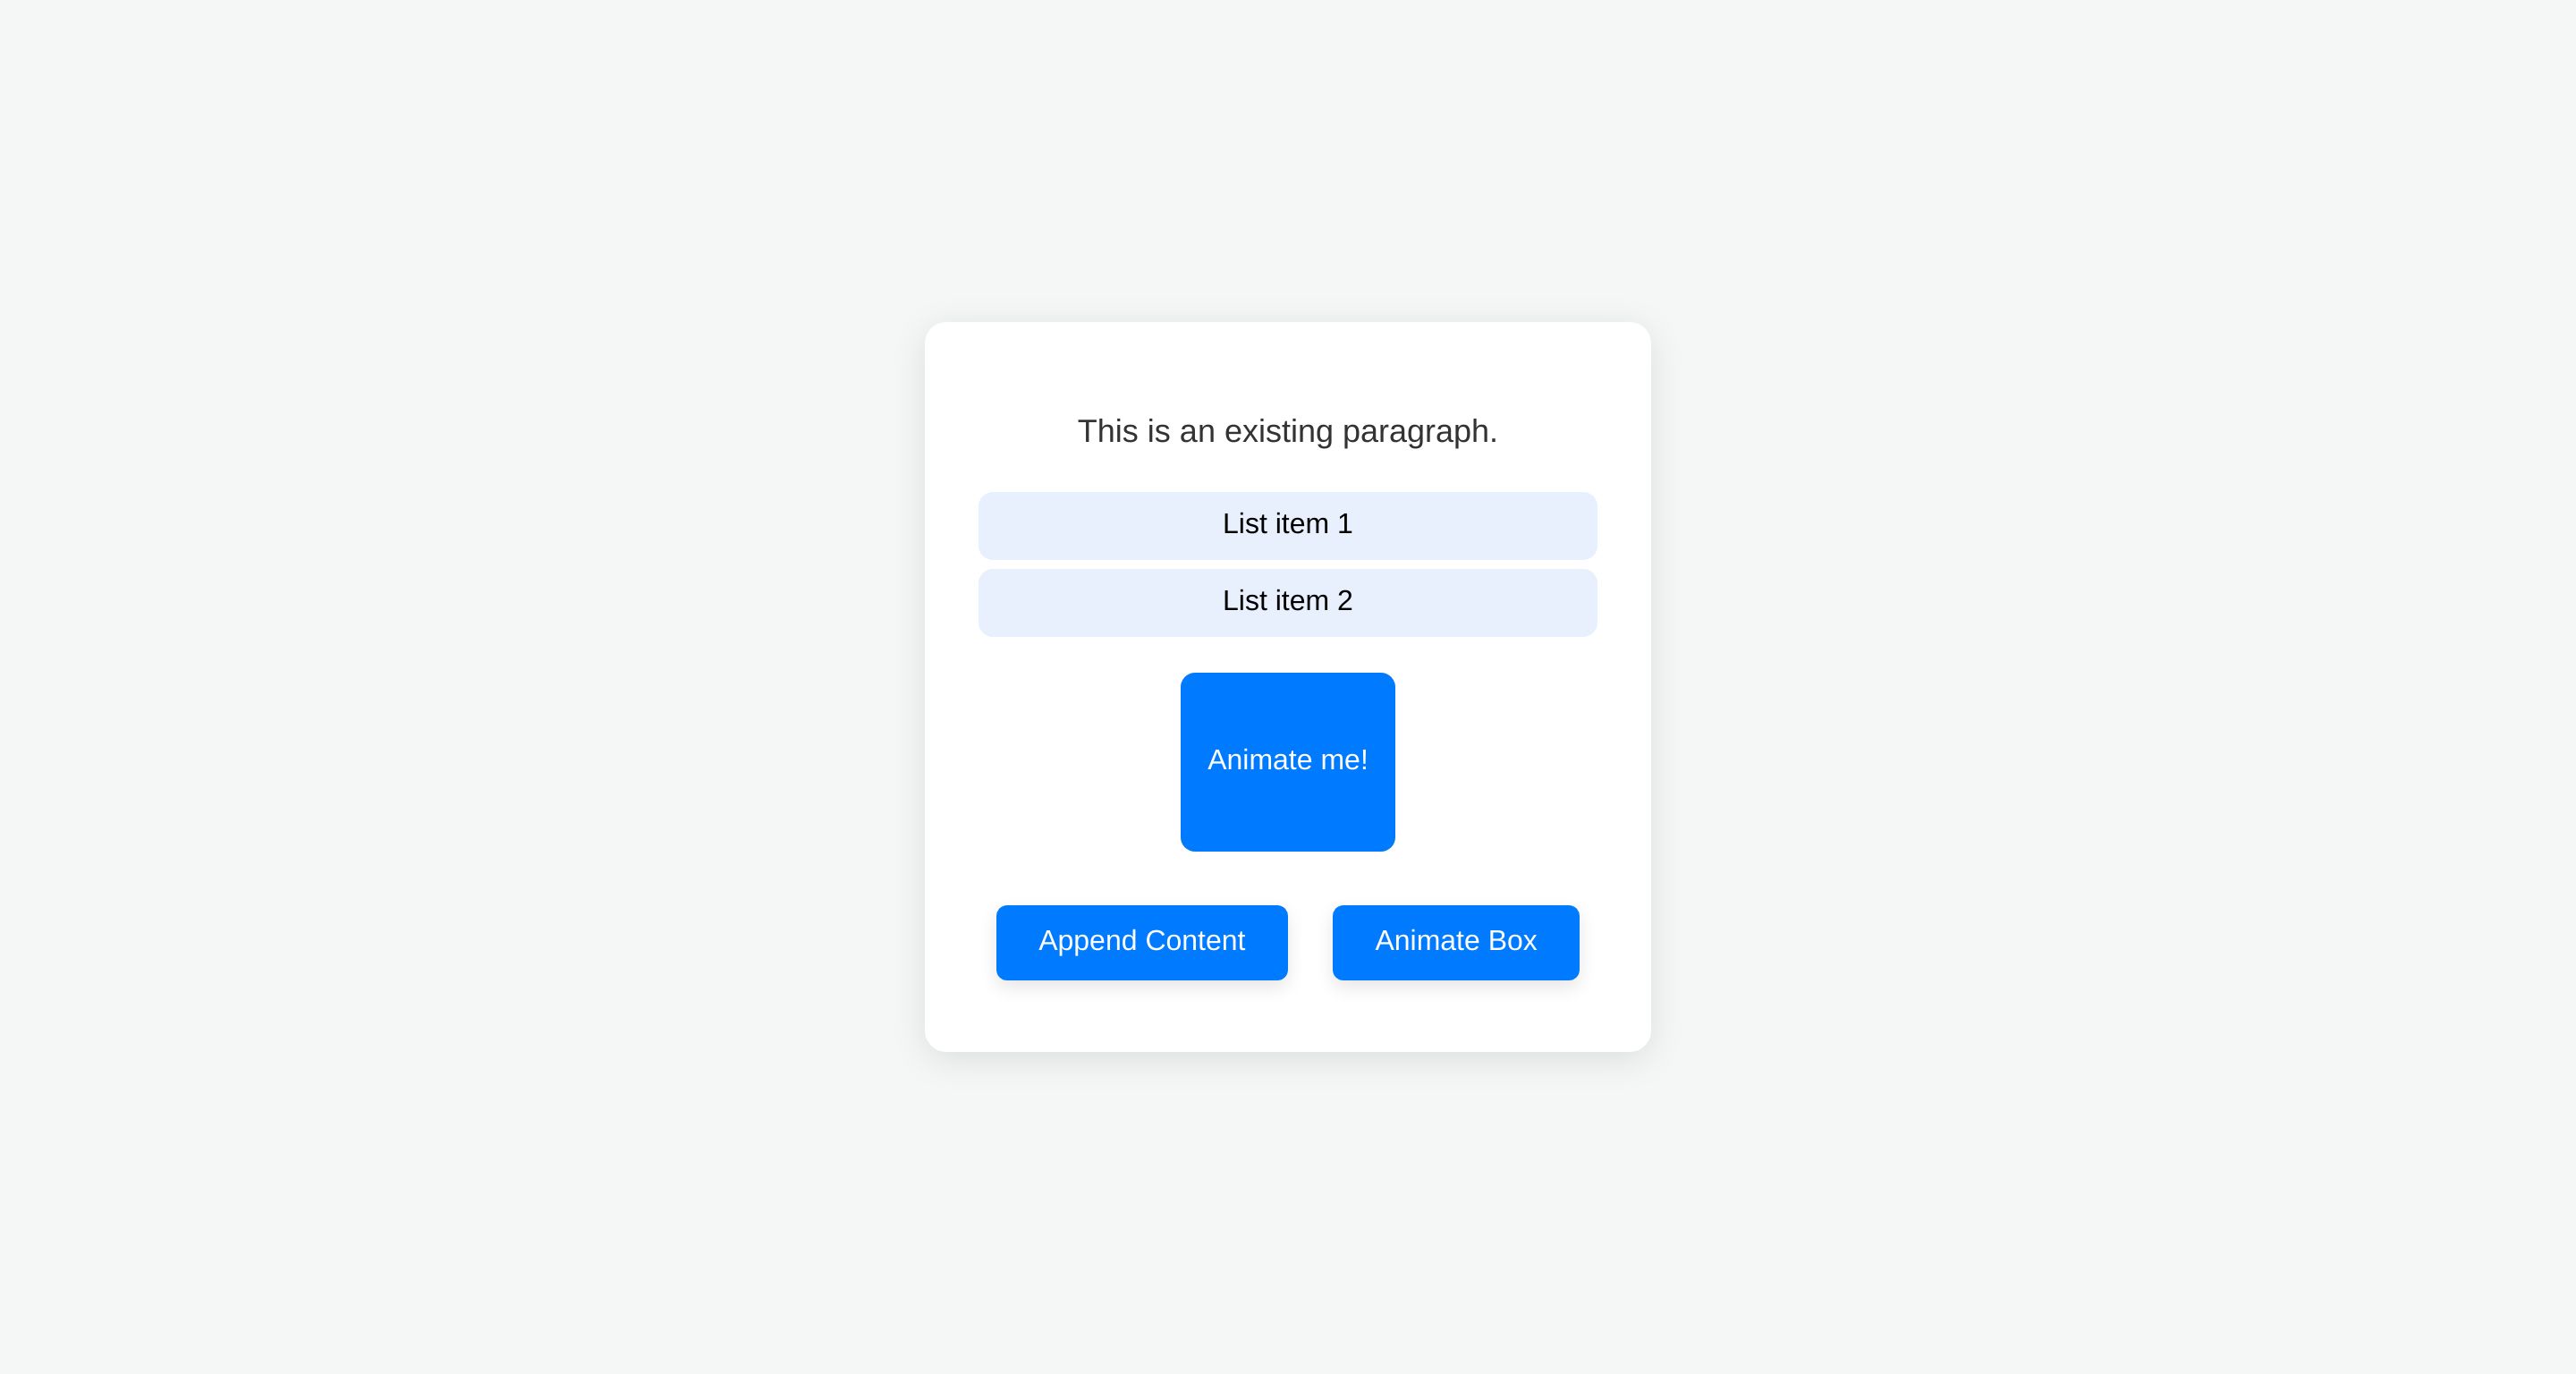 This is an existing paragraph.
List item 1
List item 2
Animate me!
Append Content
Animate Box